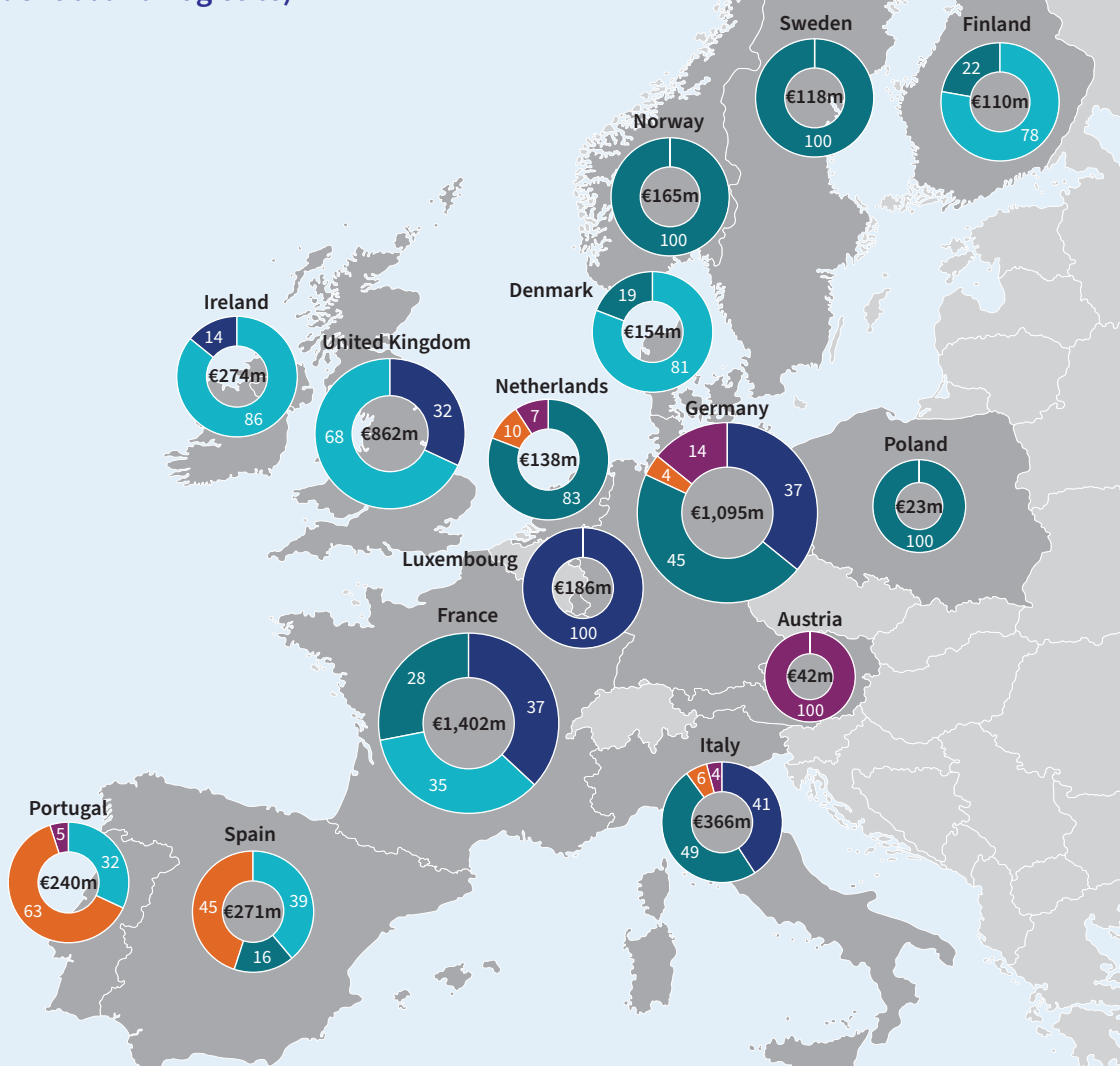 Sweden
€118m
100
Finland
22
€110m
78
Norway
€165m
100
Denmark
19
€154m
81
Ireland
14
€274m
86
United Kingdom
32
68
€862m
Netherlands
7
10
€138m
83
Germany
14
4
37
€1,095m
45
Poland
€23m
100
Luxembourg
€186m
100
France
28
37
€1,402m
35
Austria
€42m
100
Italy
6
4
41
€366m
49
Portugal
5
32
€240m
63
Spain
39
45
€271m
16